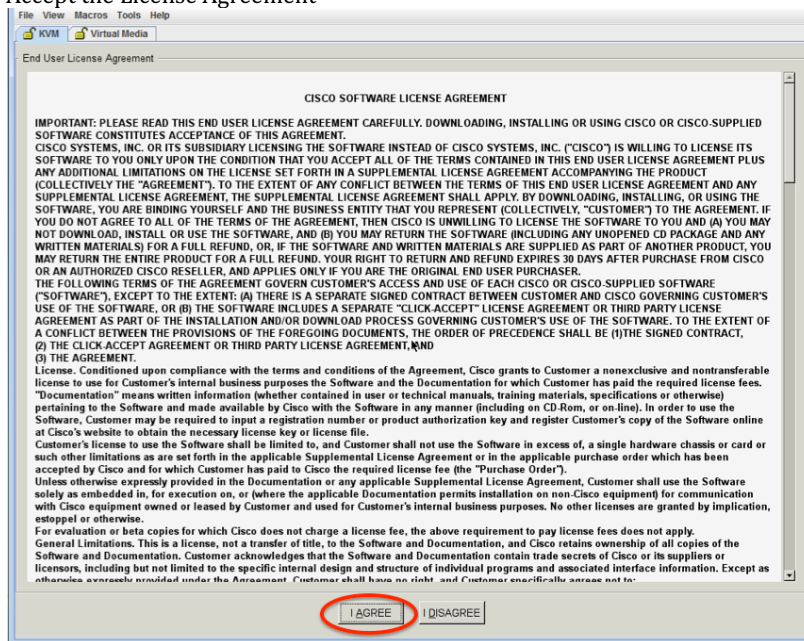 Accept the License Agreement
File View Macros Tools Help
KVM Virtual Media
End User License Agreement
CISCO SOFTWARE LICENSE AGREEMENT
IMPORTANT: PLEASE READ THIS END USER LICENSE AGREEMENT CAREFULLY. DOWNLOADING, INSTALLING OR USING CISCO OR CISCO-SUPPLIED
SOFTWARE CONSTITUTES ACCEPTANCE OF THIS AGREEMENT.
CISCO SYSTEMS, INC. OR ITS SUBSIDIARY LICENSING THE SOFTWARE INSTEAD OF CISCO SYSTEMS, INC. ("CISCO") IS WILLING TO LICENSE ITS
SOFTWARE TO YOU ONLY UPON THE CONDITION THAT YOU ACCEPT ALL OF THE TERMS CONTAINED IN THIS END USER LICENSE AGREEMENT PLUS
ANY ADDITIONAL LIMITATIONS ON THE LICENSE SET FORTH IN A SUPPLEMENTAL LICENSE AGREEMENT ACCOMPANYING THE PRODUCT
(COLLECTIVELY THE "AGREEMENT"). TO THE EXTENT OF ANY CONFLICT BETWEEN THE TERMS OF THIS END USER LICENSE AGREEMENT AND ANY
SUPPLEMENTAL LICENSE AGREEMENT, THE SUPPLEMENTAL LICENSE AGREEMENT SHALL APPLY. BY DOWNLOADING, INSTALLING, OR USING THE
SOFTWARE, YOU ARE BINDING YOURSELF AND THE BUSINESS ENTITY THAT YOU REPRESENT (COLLECTIVELY, "CUSTOMER") TO THE AGREEMENT. IF
YOU DO NOT AGREE TO ALL OF THE TERMS OF THE AGREEMENT, THEN CISCO IS UNWILLING TO LICENSE THE SOFTWARE TO YOU AND (A) YOU MAY
NOT DOWNLOAD, INSTALL OR USE THE SOFTWARE, AND (B) YOU MAY RETURN THE SOFTWARE (INCLUDING ANY UNOPENED CD PACKAGE AND ANY
WRITTEN MATERIALS) FOR A FULL REFUND, OR, IF THE SOFTWARE AND WRITTEN MATERIALS ARE SUPPLIED AS PART OF ANOTHER PRODUCT, YOU
MAY RETURN THE ENTIRE PRODUCT FOR A FULL REFUND. YOUR RIGHT TO RETURN AND REFUND EXPIRES 30 DAYS AFTER PURCHASE FROM CISCO
OR AN AUTHORIZED CISCO RESELLER, AND APPLIES ONLY IF YOU ARE THE ORIGINAL END USER PURCHASER.
THE FOLLOWING TERMS OF THE AGREEMENT GOVERN CUSTOMER'S ACCESS AND USE OF EACH CISCO OR CISCO-SUPPLIED SOFTWARE
("SOFTWARE"), EXCEPT TO THE EXTENT: (A) THERE IS A SEPARATE SIGNED CONTRACT BETWEEN CUSTOMER AND CISCO GOVERNING CUSTOMER'S
USE OF THE SOFTWARE, OR (B) THE SOFTWARE INCLUDES A SEPARATE "CLICK-ACCEPT" LICENSE AGREEMENT OR THIRD PARTY LICENSE
AGREEMENT AS PART OF THE INSTALLATION AND/OR DOWNLOAD PROCESS GOVERNING CUSTOMER'S USE OF THE SOFTWARE. TO THE EXTENT OF
A CONFLICT BETWEEN THE PROVISIONS OF THE FOREGOING DOCUMENTS, THE ORDER OF PRECEDENCE SHALL BE (1)THE SIGNED CONTRACT,
(2) THE CLICK-ACCEPT AGREEMENT OR THIRD PARTY LICENSE AGREEMENT, AND
(3) THE AGREEMENT.
License. Conditioned upon compliance with the terms and conditions of the Agreement, Cisco grants to Customer a nonexclusive and nontransferable
license to use for Customer's internal business purposes the Software and the Documentation for which Customer has paid the required license fees.
"Documentation" means written information (whether contained in user or technical manuals, training materials, specifications or otherwise)
pertaining to the Software and made available by Cisco with the Software in any manner (including on CD-Rom, or on-line). In order to use the
Software, Customer may be required to input a registration number or product authorization key and register Customer's copy of the Software online
at Cisco's website to obtain the necessary license key or license file.
Customer's license to use the Software shall be limited to, and Customer shall not use the Software in excess of, a single hardware chassis or card or
such other limitations as are set forth in the applicable Supplemental License Agreement or in the applicable purchase order which has been
accepted by Cisco and for which Customer has paid to Cisco the required license fee (the "Purchase Order").
Unless otherwise expressly provided in the Documentation or any applicable Supplemental License Agreement, Customer shall use the Software
solely as embedded in, for execution on, or (where the applicable Documentation permits installation on non-Cisco equipment) for communication
with Cisco equipment owned or leased by Customer and used for Customer's internal business purposes. No other licenses are granted by implication,
estoppel or otherwise.
For evaluation or beta copies for which Cisco does not charge a license fee, the above requirement to pay license fees does not apply.
General Limitations. This is a license, not a transfer of title, to the Software and Documentation, and Cisco retains ownership of all copies of the
Software and Documentation. Customer acknowledges that the Software and Documentation contain trade secrets of Cisco or its suppliers or
licensors, including but not limited to the specific internal design and structure of individual programs and associated interface information. Except as
otherwise expressly provided under the Agreement, Customer shall have no right, and Customer specifically agrees not to:
I AGREE I DISAGREE